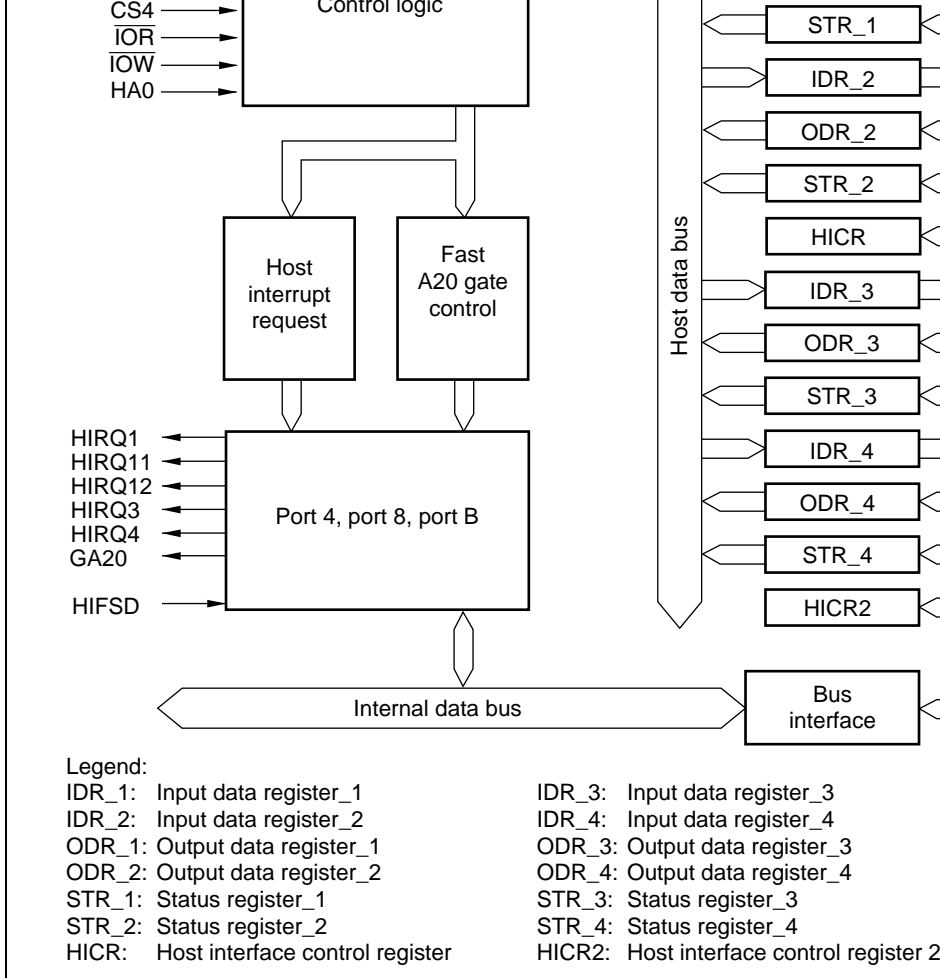 CS4
IOR
IOW
HA0
Control logic
Host
interrupt
request
Fast
A20 gate
control
HIRQ1
HIRQ11
HIRQ12
HIRQ3
HIRQ4
GA20
HIFSD
Port 4, port 8, port B
Host data bus
STR_1
IDR_2
ODR_2
STR_2
HICR
IDR_3
ODR_3
STR_3
IDR_4
ODR_4
STR_4
HICR2
Internal data bus
Bus
interface
Legend:
IDR_1: Input data register_1
IDR_2: Input data register_2
ODR_1: Output data register_1
ODR_2: Output data register_2
STR_1: Status register_1
STR_2: Status register_2
HICR: Host interface control register
IDR_3: Input data register_3
IDR_4: Input data register_4
ODR_3: Output data register_3
ODR_4: Output data register_4
STR_3: Status register_3
STR_4: Status register_4
HICR2: Host interface control register 2